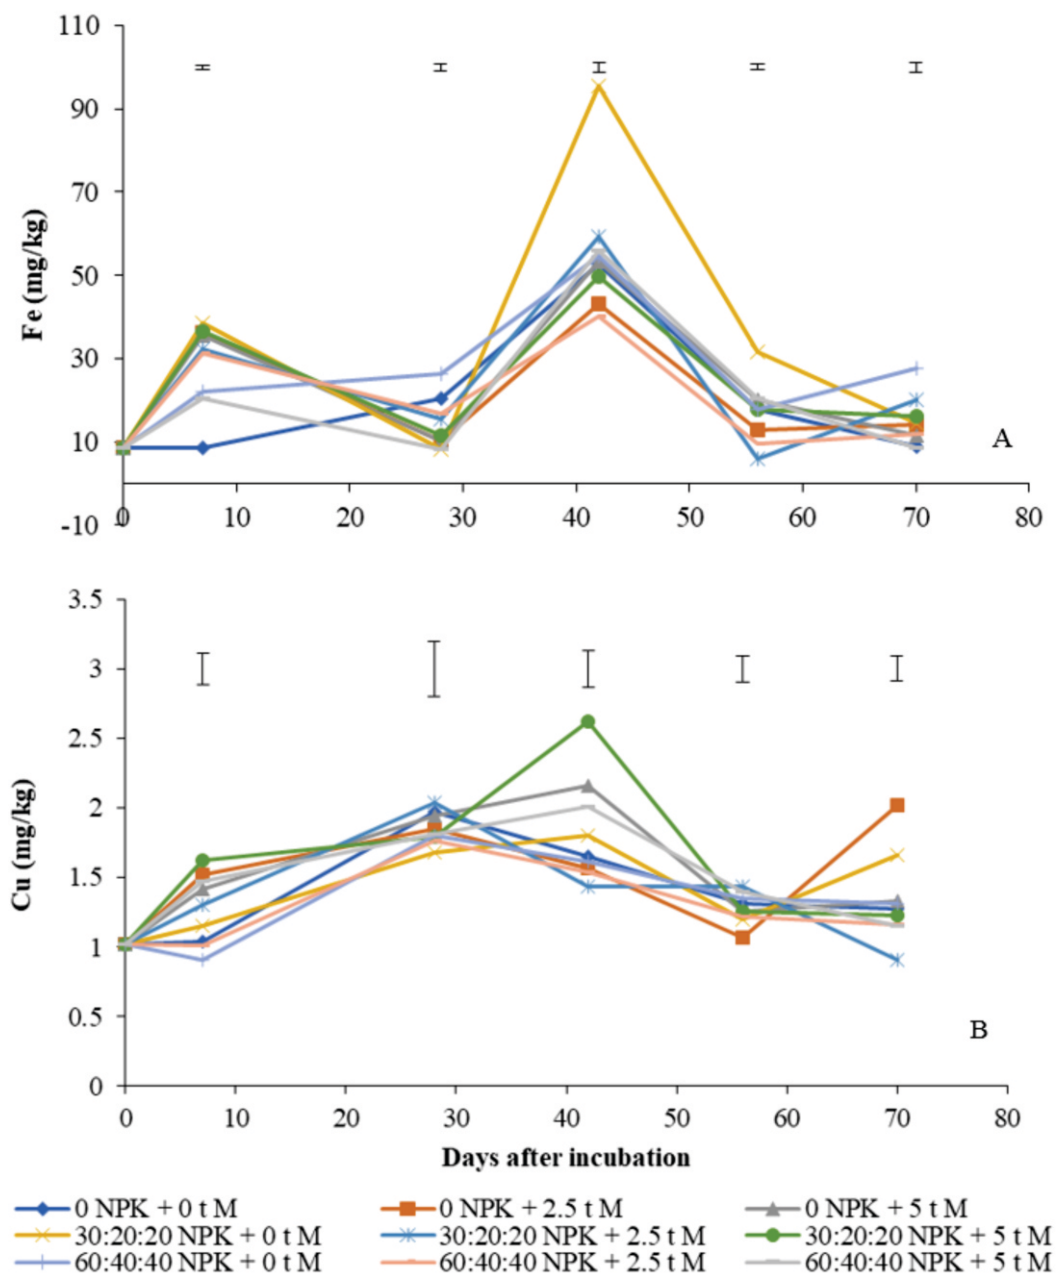 110
90
70
50
30
10
-10
Fe (mg/kg)
A
0 10 20 30 40 50 60 70 80
3.5
3
2.5
2
1.5
1
0.5
0
Cu (mg/kg)
B
0 10 20 30 40 50 60 70 80
Days after incubation
0 NPK + 0 t M 0 NPK + 2.5 t M 0 NPK + 5 t M
30:20:20 NPK + 0 t M 30:20:20 NPK + 2.5 t M 30:20:20 NPK + 5 t M
60:40:40 NPK + 0 t M 60:40:40 NPK + 2.5 t M 60:40:40 NPK + 5 t M